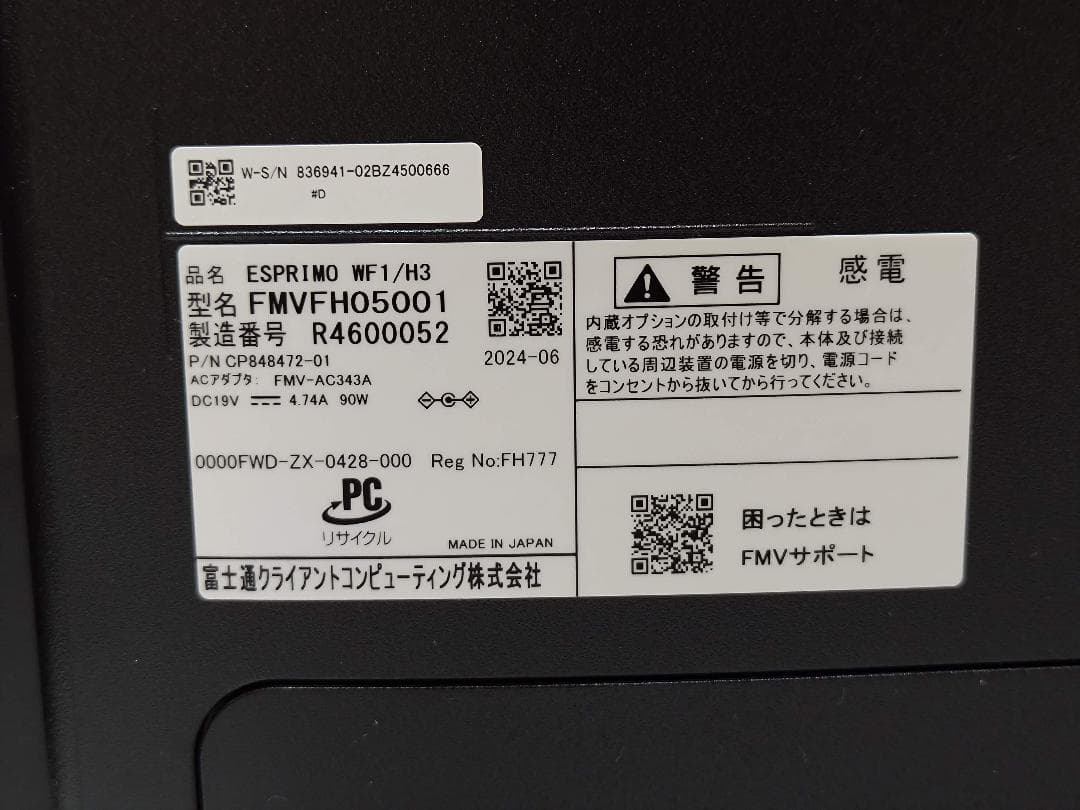 W-S/N 836941-02BZ4500666
#D
品名 ESPRIMO WF1/H3
型名 FMVFH05001
製造番号 R4600052
P/N CP848472-01
2024-06
ACアダプタ: FMV-AC343A
DC19V 4.74A 90W
0000FWD-ZX-0428-000 Reg No:FH777
PC
リサイクル
MADE IN JAPAN
富士通クライアントコンピューティング株式会社
警告
感電
内蔵オプションの取付け等で分解する場合は、
感電する恐れがありますので、本体及び接続
している周辺装置の電源を切り、電源コード
をコンセントから抜いてから行ってください。
困ったときは
FMVサポート